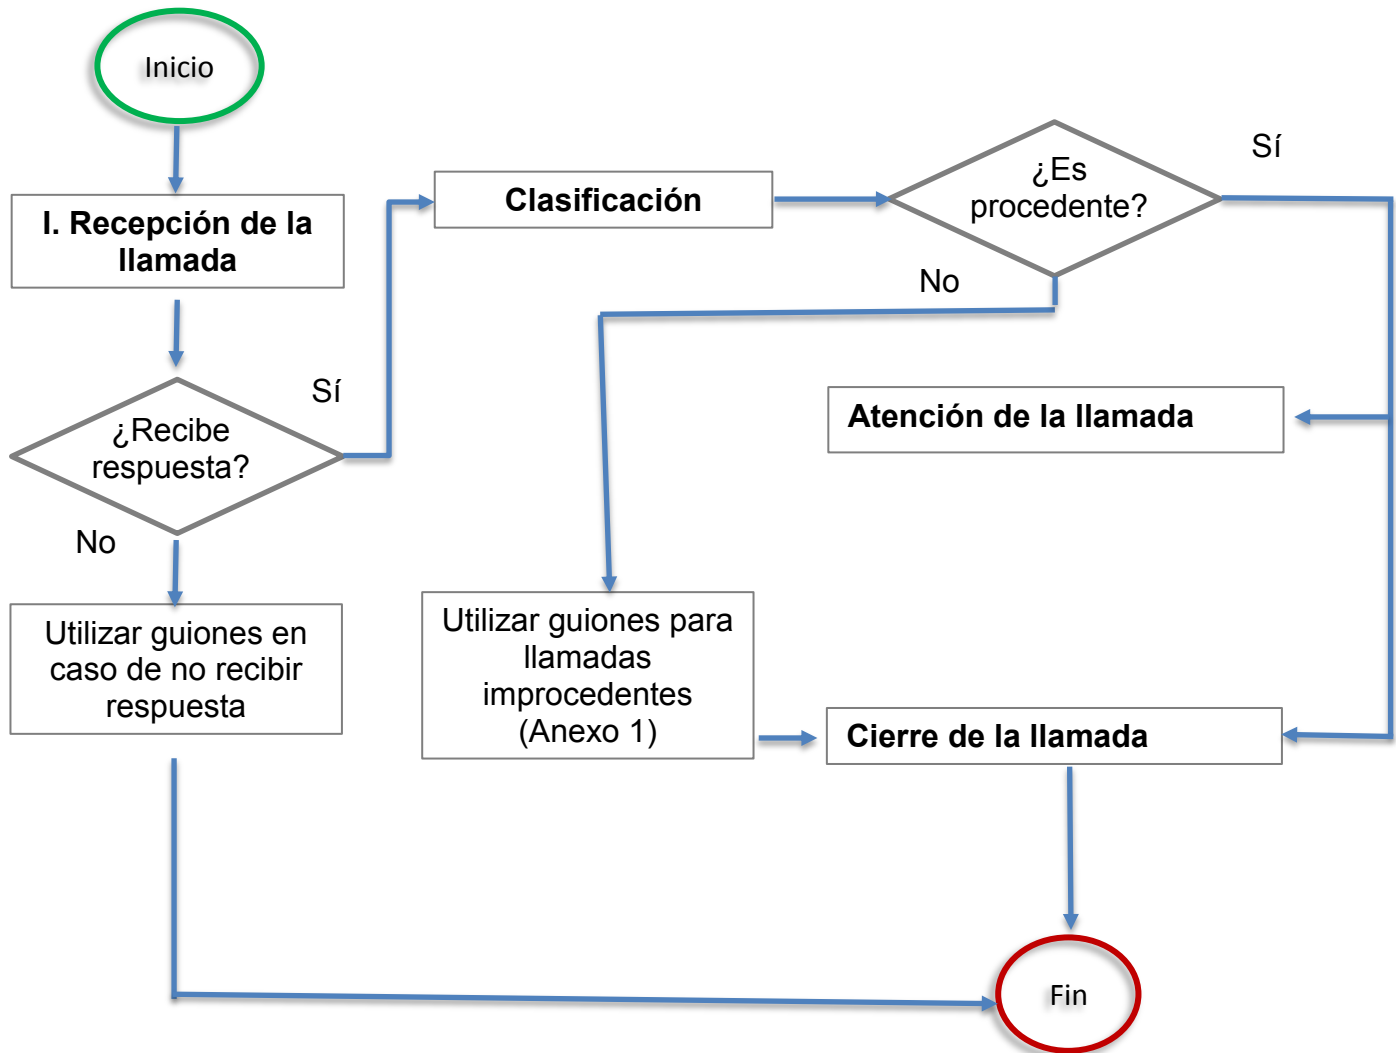 Inicio
I. Recepción de la
llamada
¿Recibe
respuesta?
Sí
No
Utilizar guiones en
caso de no recibir
respuesta
Clasificación
¿Es
procedente?
Sí
No
Atención de la llamada
Utilizar guiones para
llamadas
improcedentes
(Anexo 1)
Cierre de la llamada
Fin